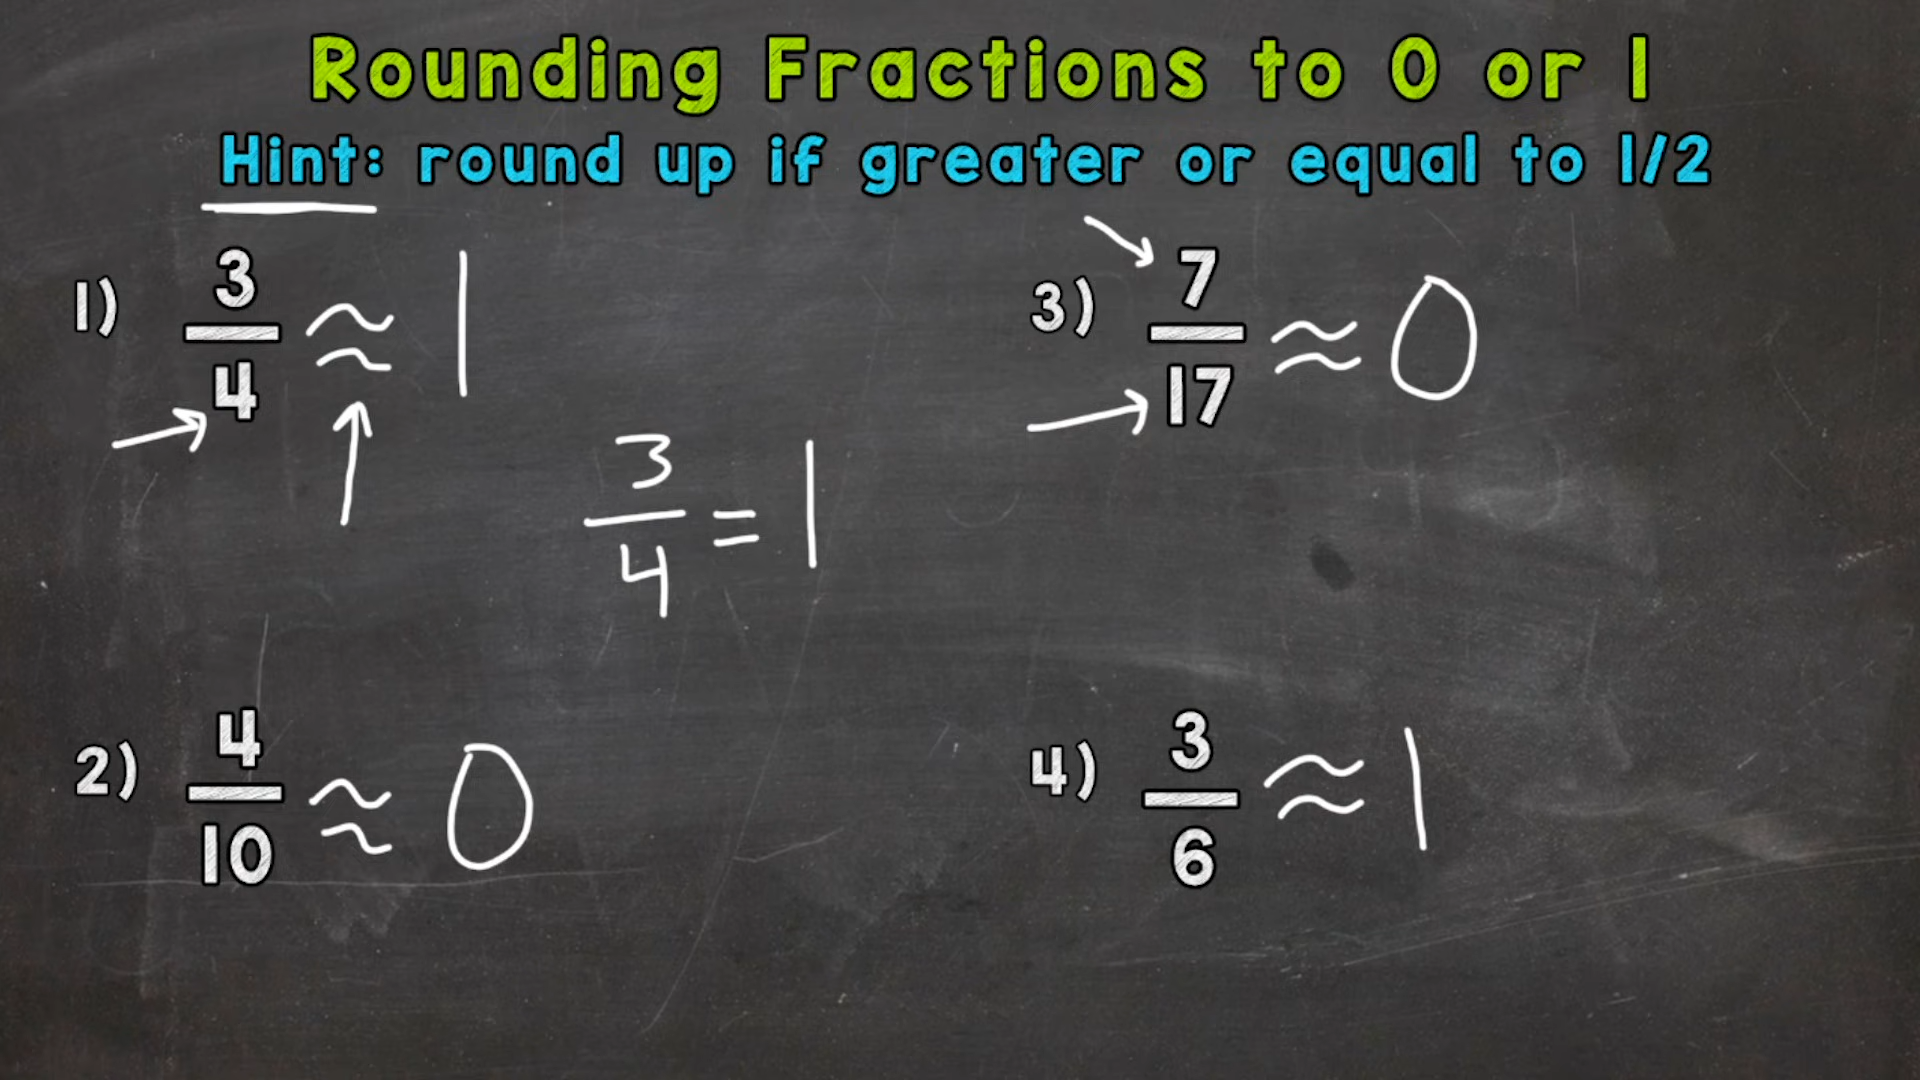 Rounding Fractions to 0 or 1
Hint: round up if greater or equal to 1/2
1) 3/4 ≈ 1
3/4 = 1
2) 4/10 ≈ 0
3) 7/17 ≈ 0
4) 3/6 ≈ 1